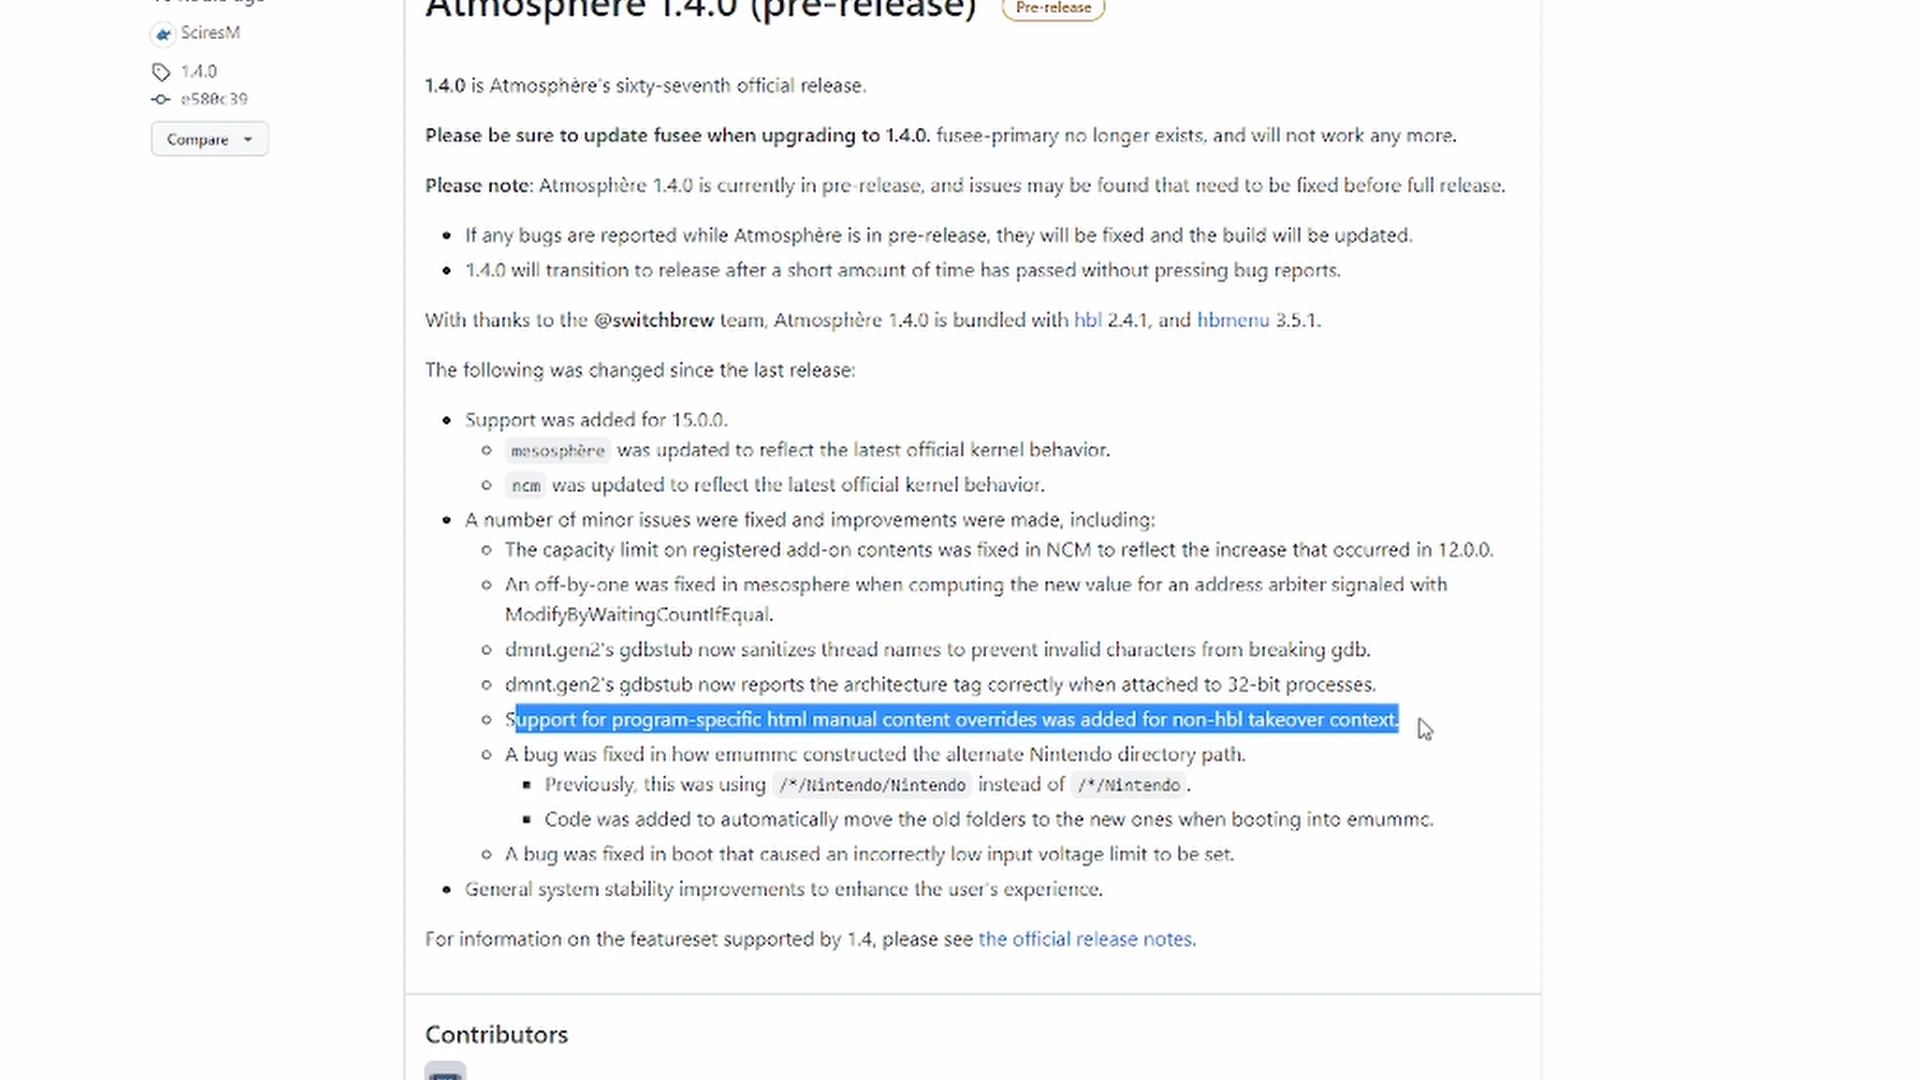 Atmosphère 1.4.0 (pre-release) Pre-release
SciresM
1.4.0
e580c39
Compare
1.4.0 is Atmosphère's sixty-seventh official release.
Please be sure to update fusee when upgrading to 1.4.0. fusee-primary no longer exists, and will not work any more.
Please note: Atmosphère 1.4.0 is currently in pre-release, and issues may be found that need to be fixed before full release.
If any bugs are reported while Atmosphère is in pre-release, they will be fixed and the build will be updated.
1.4.0 will transition to release after a short amount of time has passed without pressing bug reports.
With thanks to the @switchbrew team, Atmosphère 1.4.0 is bundled with hbl 2.4.1, and hbmenu 3.5.1.
The following was changed since the last release:
Support was added for 15.0.0.
mesosphère was updated to reflect the latest official kernel behavior.
ncm was updated to reflect the latest official kernel behavior.
A number of minor issues were fixed and improvements were made, including:
The capacity limit on registered add-on contents was fixed in NCM to reflect the increase that occurred in 12.0.0.
An off-by-one was fixed in mesosphere when computing the new value for an address arbiter signaled with
ModifyByWaitingCountIfEqual.
dmnt.gen2's gdbstub now sanitizes thread names to prevent invalid characters from breaking gdb.
dmnt.gen2's gdbstub now reports the architecture tag correctly when attached to 32-bit processes.
Support for program-specific html manual content overrides was added for non-hbl takeover context.
A bug was fixed in how emummc constructed the alternate Nintendo directory path.
Previously, this was using /*/Nintendo/Nintendo instead of /*/Nintendo.
Code was added to automatically move the old folders to the new ones when booting into emummc.
A bug was fixed in boot that caused an incorrectly low input voltage limit to be set.
General system stability improvements to enhance the user's experience.
For information on the featureset supported by 1.4, please see the official release notes.
Contributors